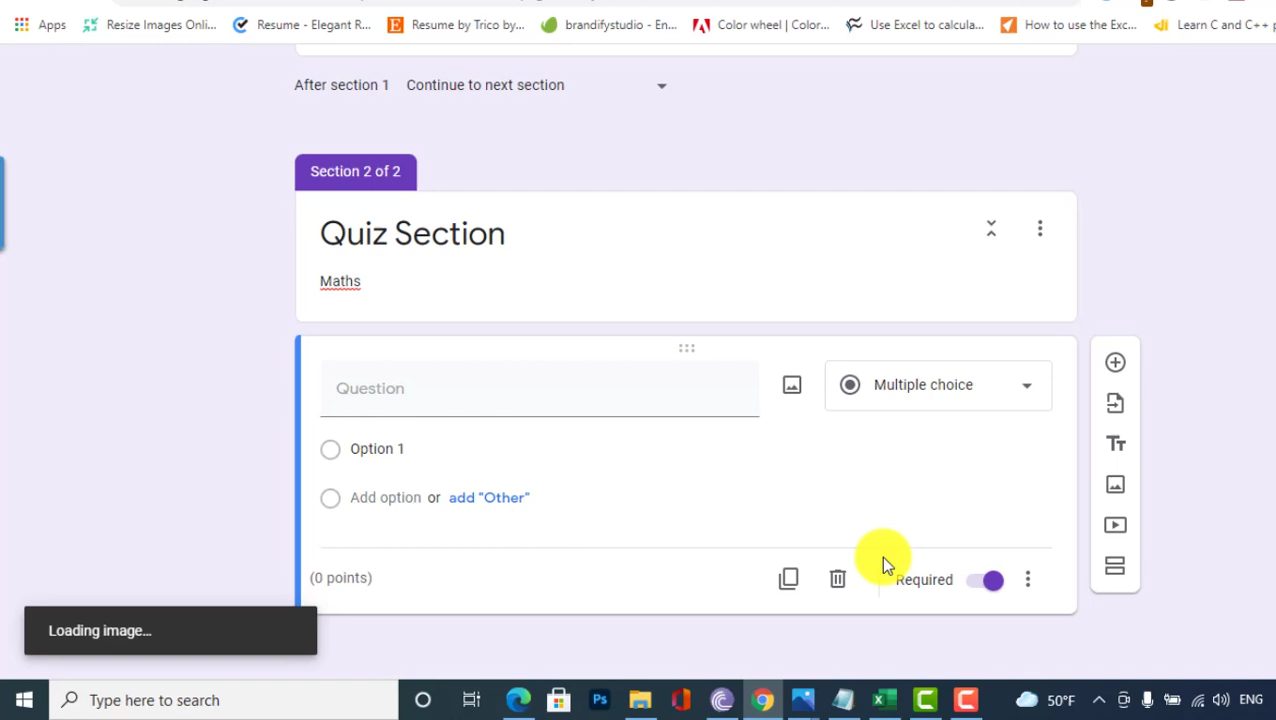 Apps Resize Images Onli... Resume - Elegant R... Resume by Trico by... brandifystudio - En... Color wheel | Color... Use Excel to calcula... How to use the Exc... Learn C and C++
After section 1 Continue to next section
Section 2 of 2
Quiz Section
Maths
Question
Multiple choice
Option 1
Add option or add "Other"
(0 points)
Required
Loading image...
Type here to search
50°F
ENG